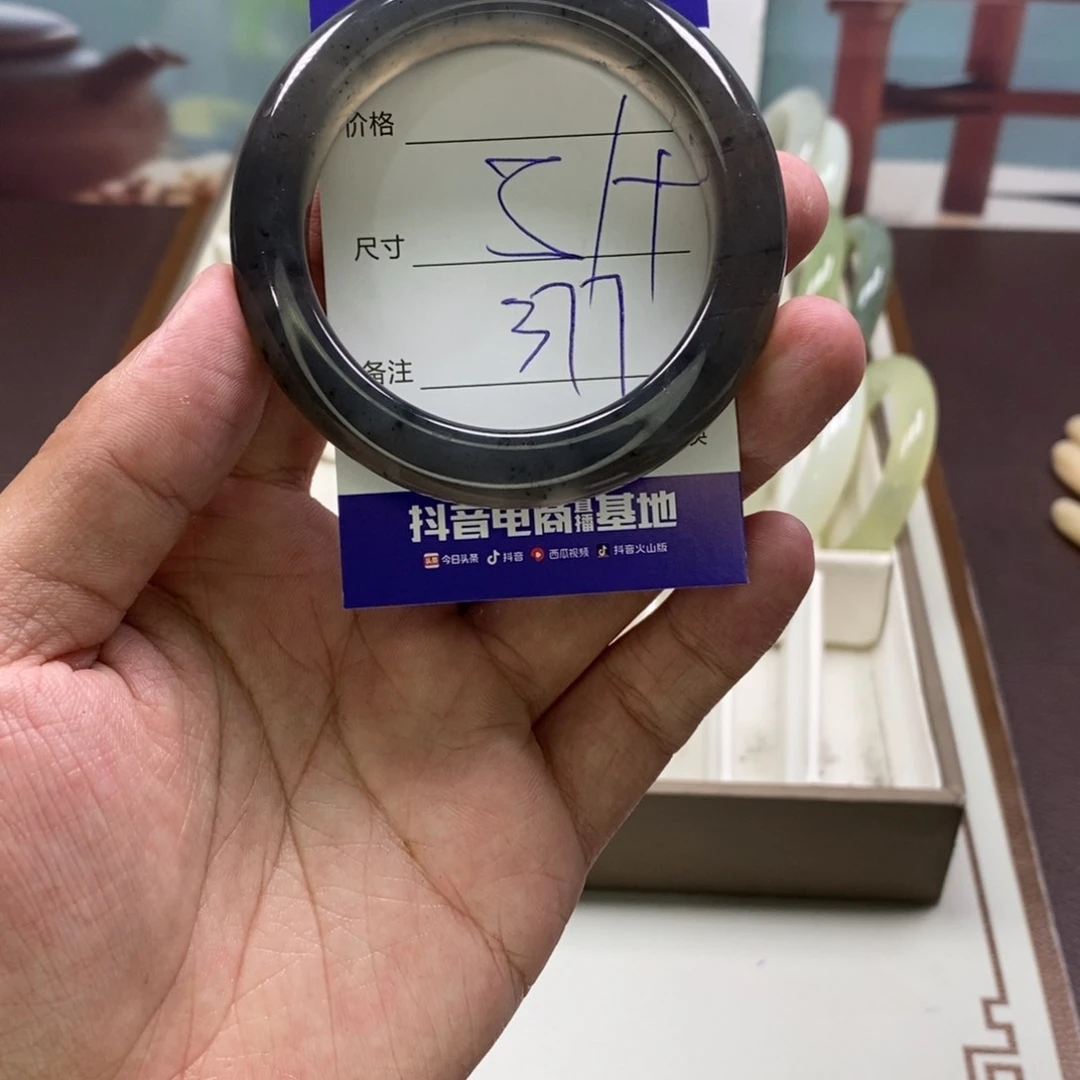 价格
尺寸
377
备注
抖音电商直播基地
今日头条 抖音 西瓜视频 抖音火山版